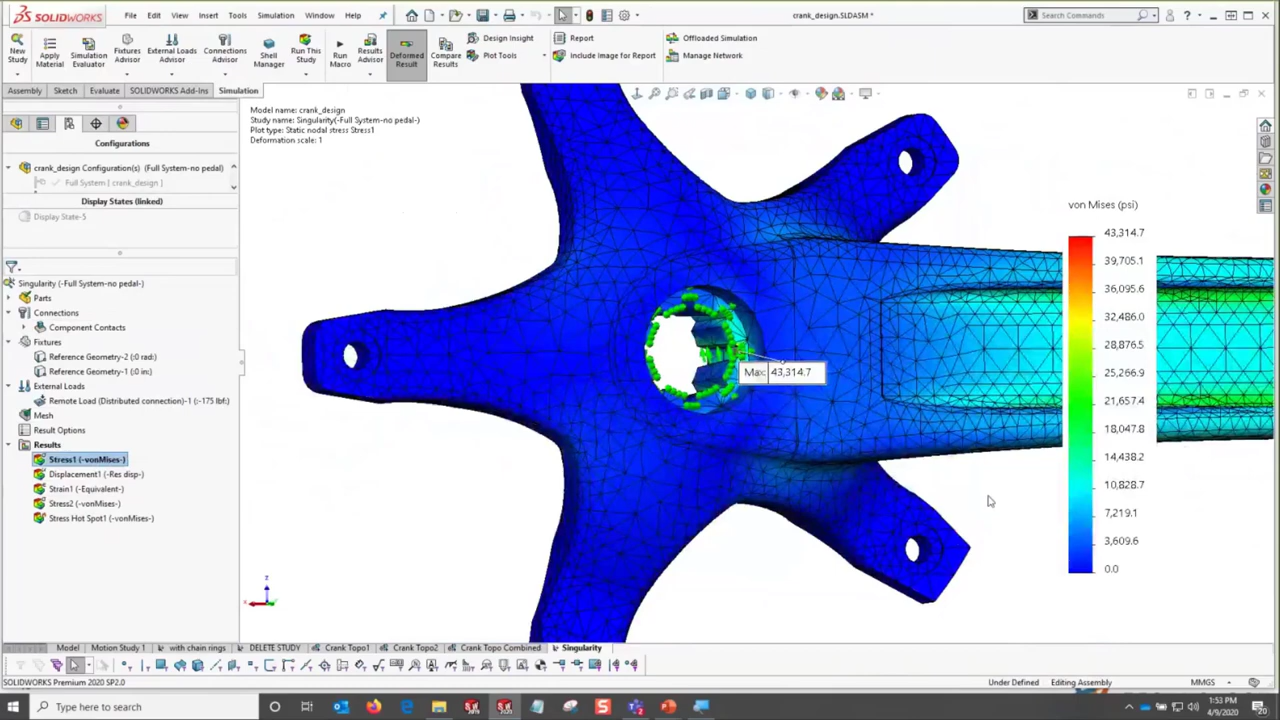 SOLIDWORKS File Edit View Insert Tools Simulation Window Help crank_design.SLDASM * Search Commands
New Study
Apply Material
Simulation Evaluator
Fixtures Advisor
External Loads Advisor
Connections Advisor
Shell Manager
Run This Study
Run Macro
Results Advisor
Deformed Result
Compare Results
Design Insight
Plot Tools
Report
Include Image for Report
Offloaded Simulation
Manage Network
Assembly Sketch Evaluate SOLIDWORKS Add-Ins Simulation
Configurations
crank_design Configuration(s) (Full System-no pedal)
Full System [ crank_design ]
Display States (linked)
Display State-5
Singularity (-Full System-no pedal-)
Parts
Connections
Component Contacts
Fixtures
Reference Geometry-2 (:0 rad:)
Reference Geometry-1 (:0 in:)
External Loads
Remote Load (Distributed connection)-1 (:-175 lbf:)
Mesh
Result Options
Results
Stress1 (-vonMises-)
Displacement1 (-Res disp-)
Strain1 (-Equivalent-)
Stress2 (-vonMises-)
Stress Hot Spot1 (-vonMises-)
Model name: crank_design
Study name: Singularity(-Full System-no pedal-)
Plot type: Static nodal stress Stress1
Deformation scale: 1
Max: 43,314.7
von Mises (psi)
43,314.7
39,705.1
36,095.6
32,486.0
28,876.5
25,266.9
21,657.3
18,047.8
14,438.2
10,828.7
7,219.1
3,609.6
0.0
Model Motion Study 1 with chain rings DELETE STUDY Crank Topo1 Crank Topo2 Crank Topo Combined Singularity
SOLIDWORKS Premium 2020 SP2.0 Under Defined Editing Assembly MMGS
Type here to search 1:53 PM
4/9/2020